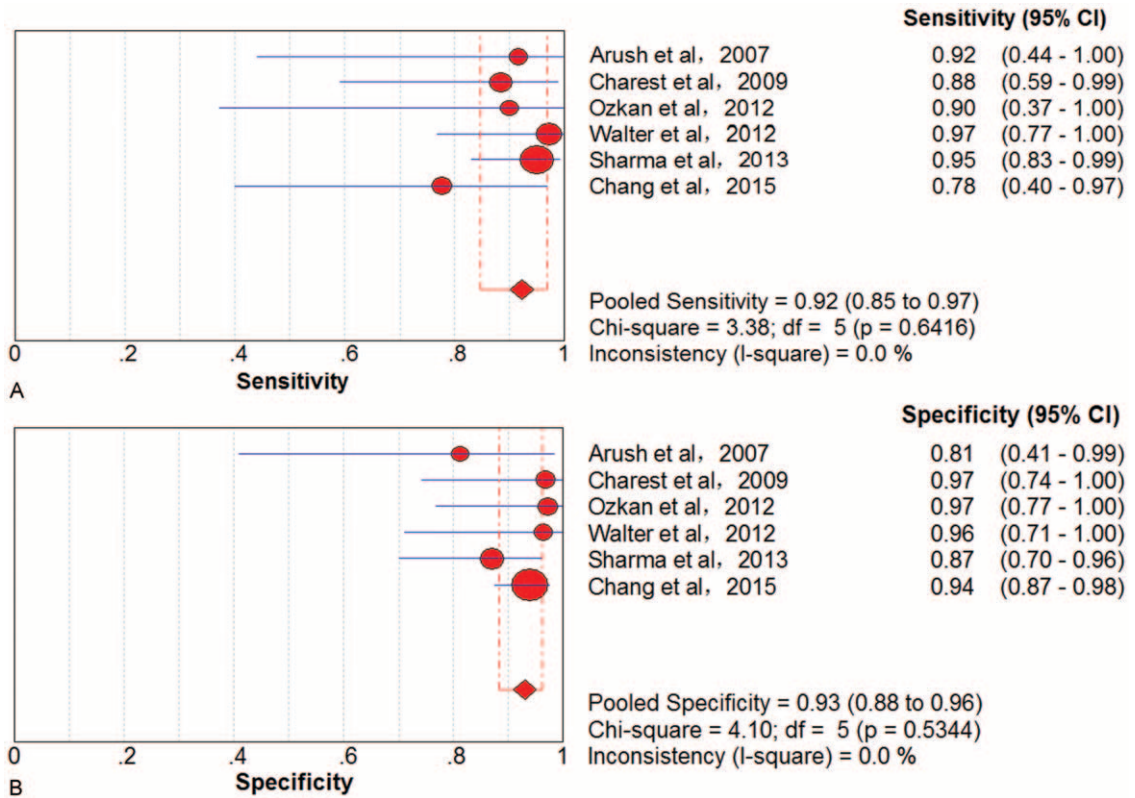 Sensitivity (95% CI)
Arush et al, 2007 0.92 (0.44 - 1.00)
Charest et al, 2009 0.88 (0.59 - 0.99)
Ozkan et al, 2012 0.90 (0.37 - 1.00)
Walter et al, 2012 0.97 (0.77 - 1.00)
Sharma et al, 2013 0.95 (0.83 - 0.99)
Chang et al, 2015 0.78 (0.40 - 0.97)
Pooled Sensitivity = 0.92 (0.85 to 0.97)
Chi-square = 3.38; df = 5 (p = 0.6416)
Inconsistency (I-square) = 0.0 %
0 .2 .4 .6 .8 1
Sensitivity
A
Specificity (95% CI)
Arush et al, 2007 0.81 (0.41 - 0.99)
Charest et al, 2009 0.97 (0.74 - 1.00)
Ozkan et al, 2012 0.97 (0.77 - 1.00)
Walter et al, 2012 0.96 (0.71 - 1.00)
Sharma et al, 2013 0.87 (0.70 - 0.96)
Chang et al, 2015 0.94 (0.87 - 0.98)
Pooled Specificity = 0.93 (0.88 to 0.96)
Chi-square = 4.10; df = 5 (p = 0.5344)
Inconsistency (I-square) = 0.0 %
0 .2 .4 .6 .8 1
Specificity
B